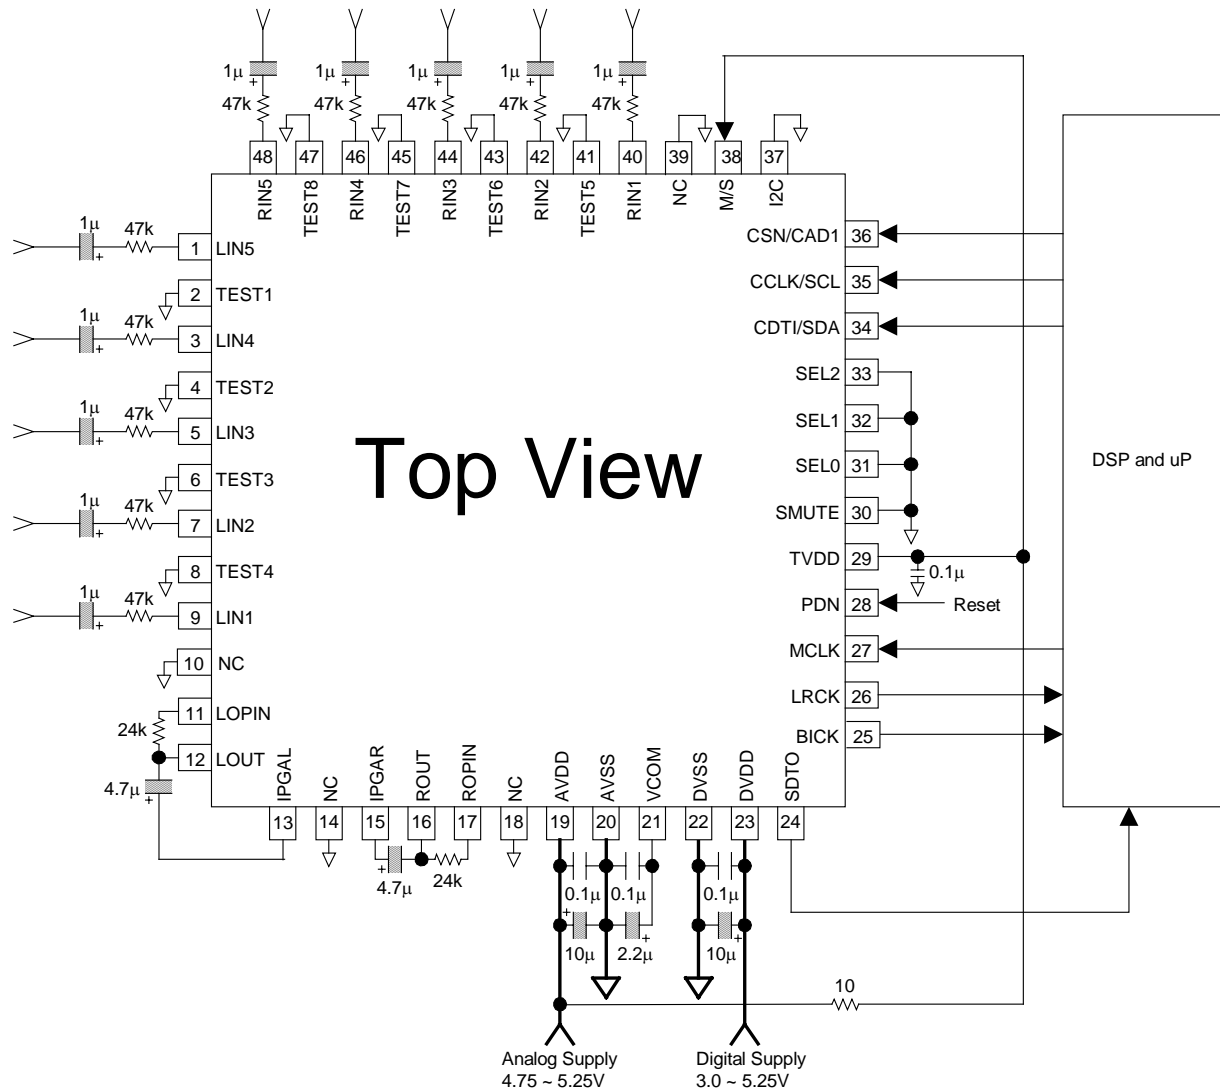 1μ 1μ 1μ 1μ 1μ
+ + + + +
47k 47k 47k 47k 47k
48 47 46 45 44 43 42 41 40 39 38 37
RIN5 TEST8 RIN4 TEST7 RIN3 TEST6 RIN2 TEST5 RIN1 NC M/S I2C
1μ + 47k 1 LIN5
2 TEST1
1μ + 47k 3 LIN4
4 TEST2
1μ + 47k 5 LIN3
6 TEST3
1μ + 47k 7 LIN2
8 TEST4
1μ + 47k 9 LIN1
10 NC
11 LOPIN
24k
12 LOUT
4.7μ +
Top View
CSN/CAD1 36
CCLK/SCL 35
CDTI/SDA 34
SEL2 33
SEL1 32
SEL0 31
SMUTE 30
TVDD 29
0.1μ
PDN 28 Reset
MCLK 27
LRCK 26
BICK 25
DSP and uP
IPGAL NC IPGAR ROUT ROPIN NC AVDD AVSS VCOM DVSS DVDD SDTO
13 14 15 16 17 18 19 20 21 22 23 24
+ 4.7μ 24k
0.1μ 0.1μ 0.1μ
+ + +
10μ 2.2μ 10μ
10
Analog Supply
4.75 ~ 5.25V
Digital Supply
3.0 ~ 5.25V